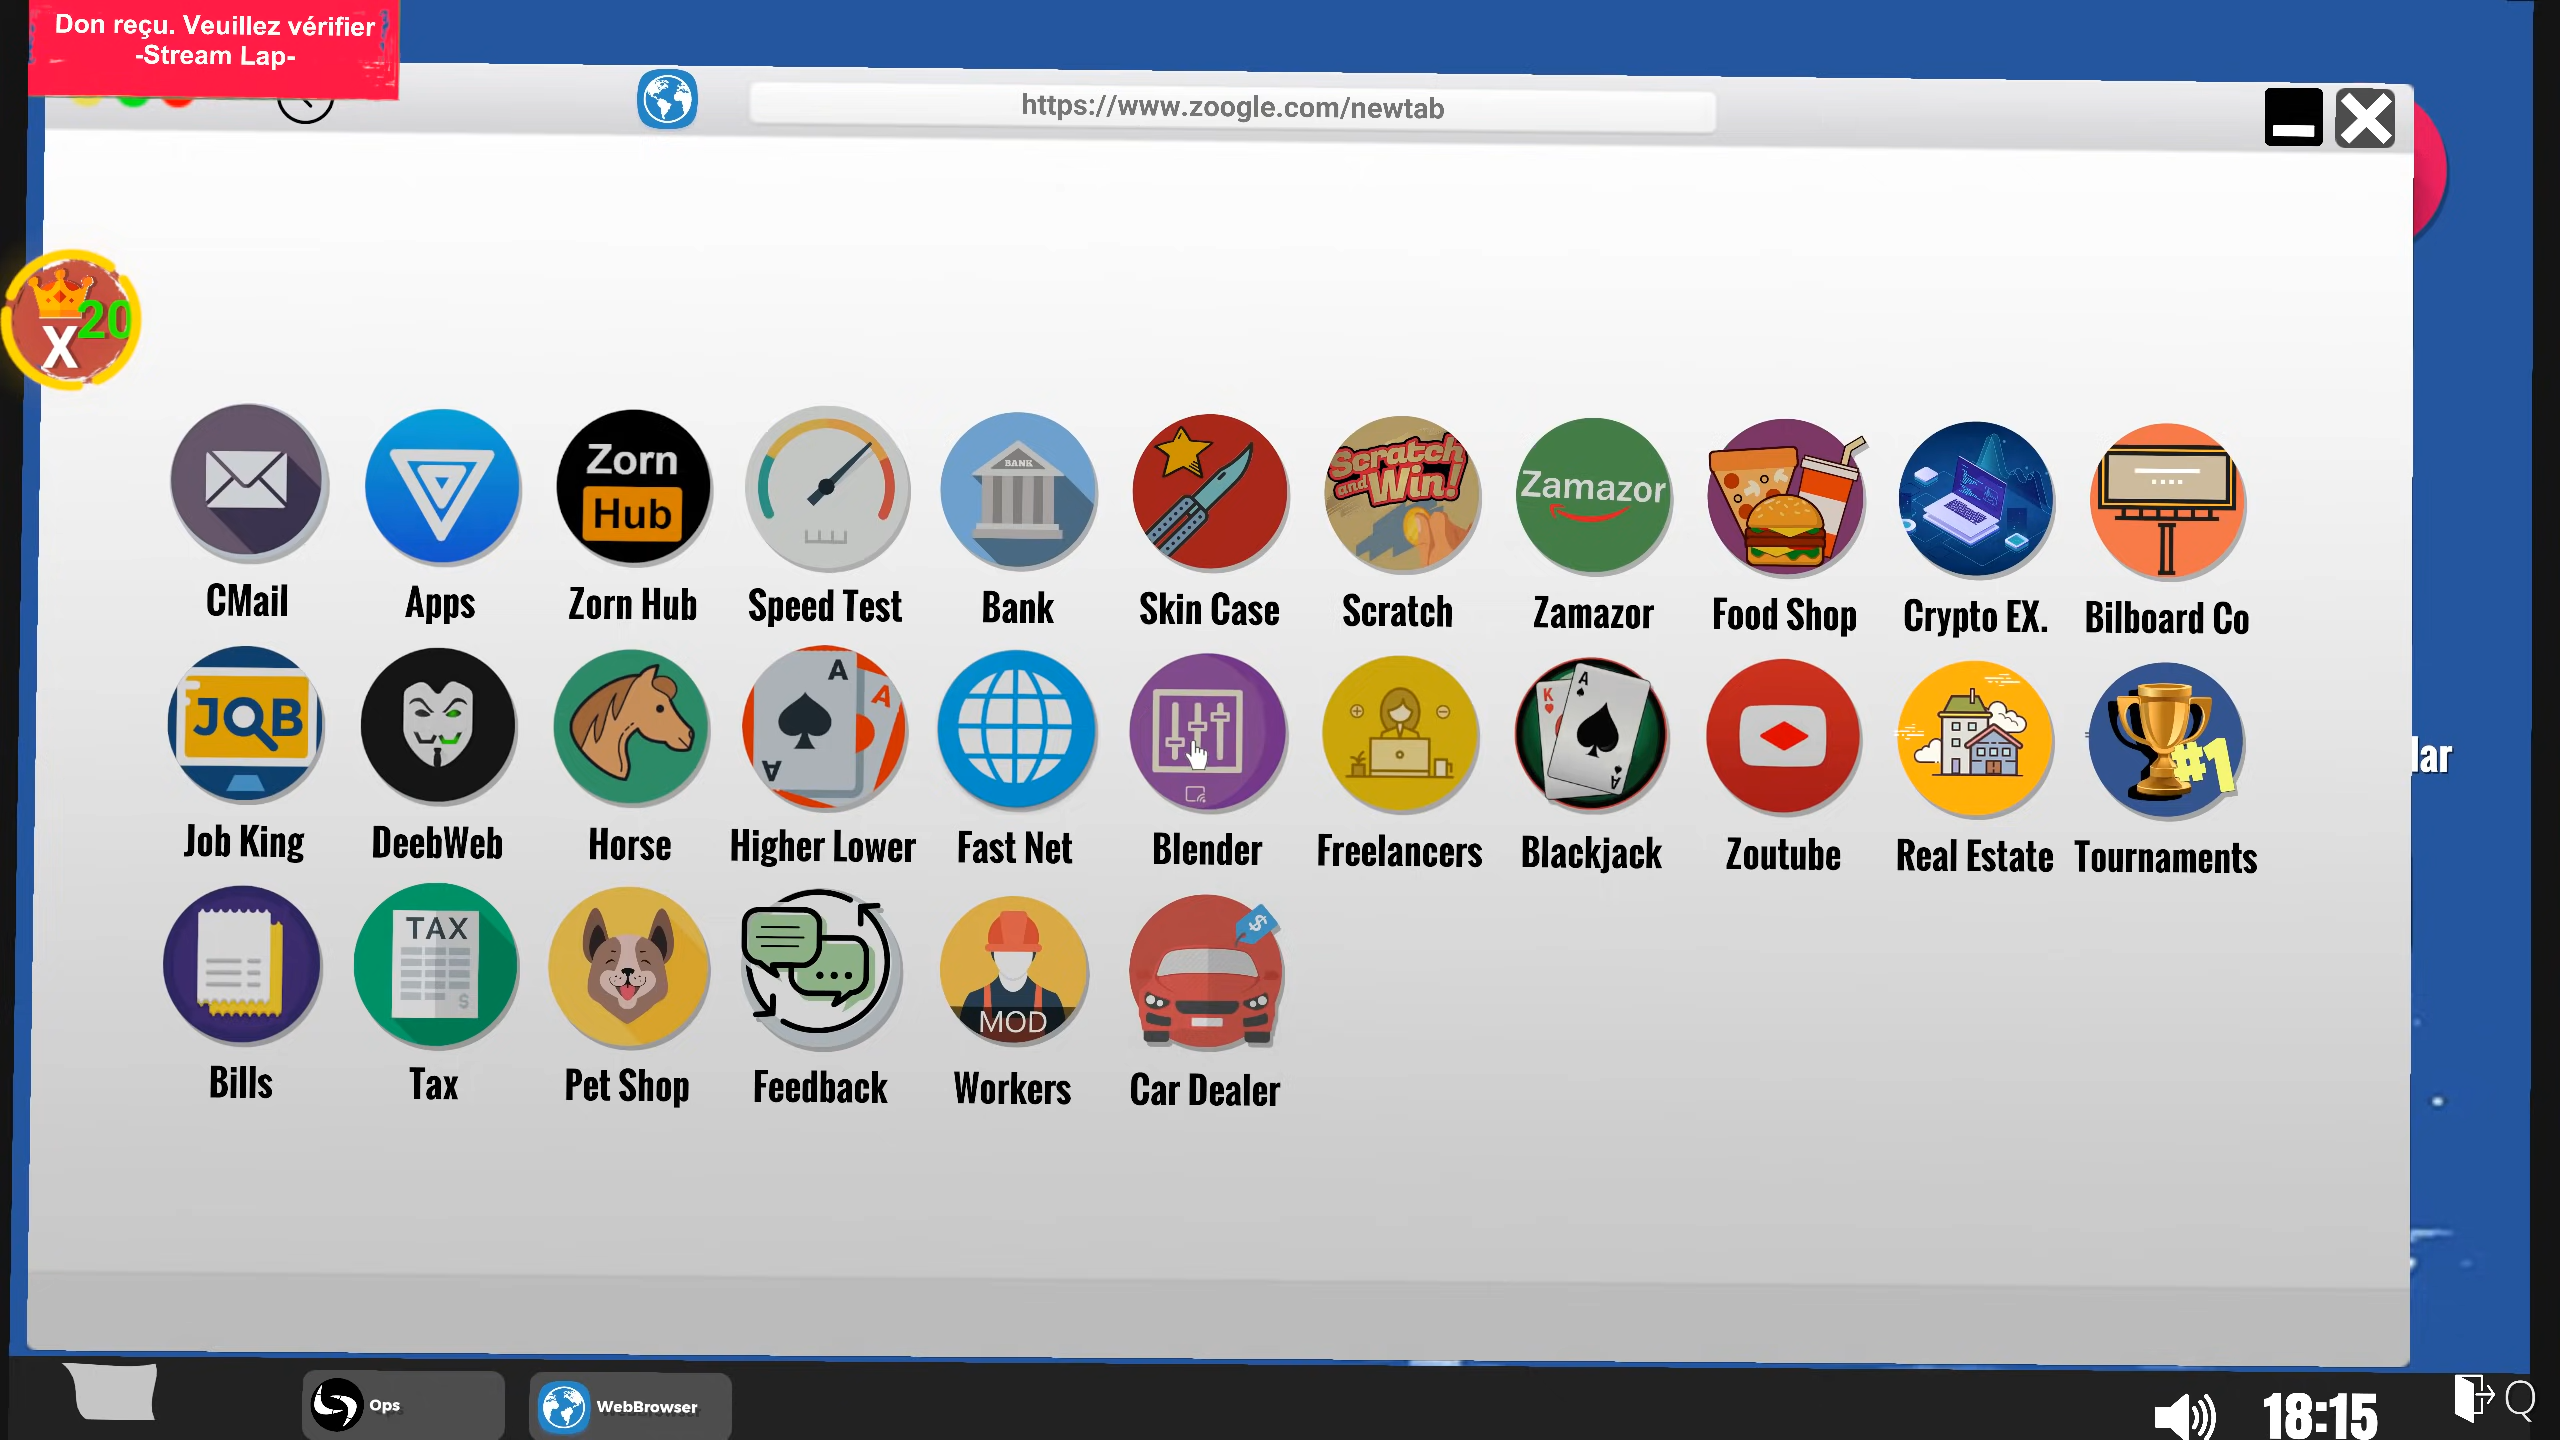 Don reçu. Veuillez vérifier
-Stream Lap-
https://www.zoogle.com/newtab
X20
Zorn
Hub
BANK
Scratch
and Win!
Zamazor
CMail
Apps
Zorn Hub
Speed Test
Bank
Skin Case
Scratch
Zamazor
Food Shop
Crypto EX.
Bilboard Co
JOB
A
A
A
K
A
A
#1
lar
Job King
DeebWeb
Horse
Higher Lower
Fast Net
Blender
Freelancers
Blackjack
Zoutube
Real Estate
Tournaments
TAX
$
MOD
$
Bills
Tax
Pet Shop
Feedback
Workers
Car Dealer
Ops
WebBrowser
18:15
Q